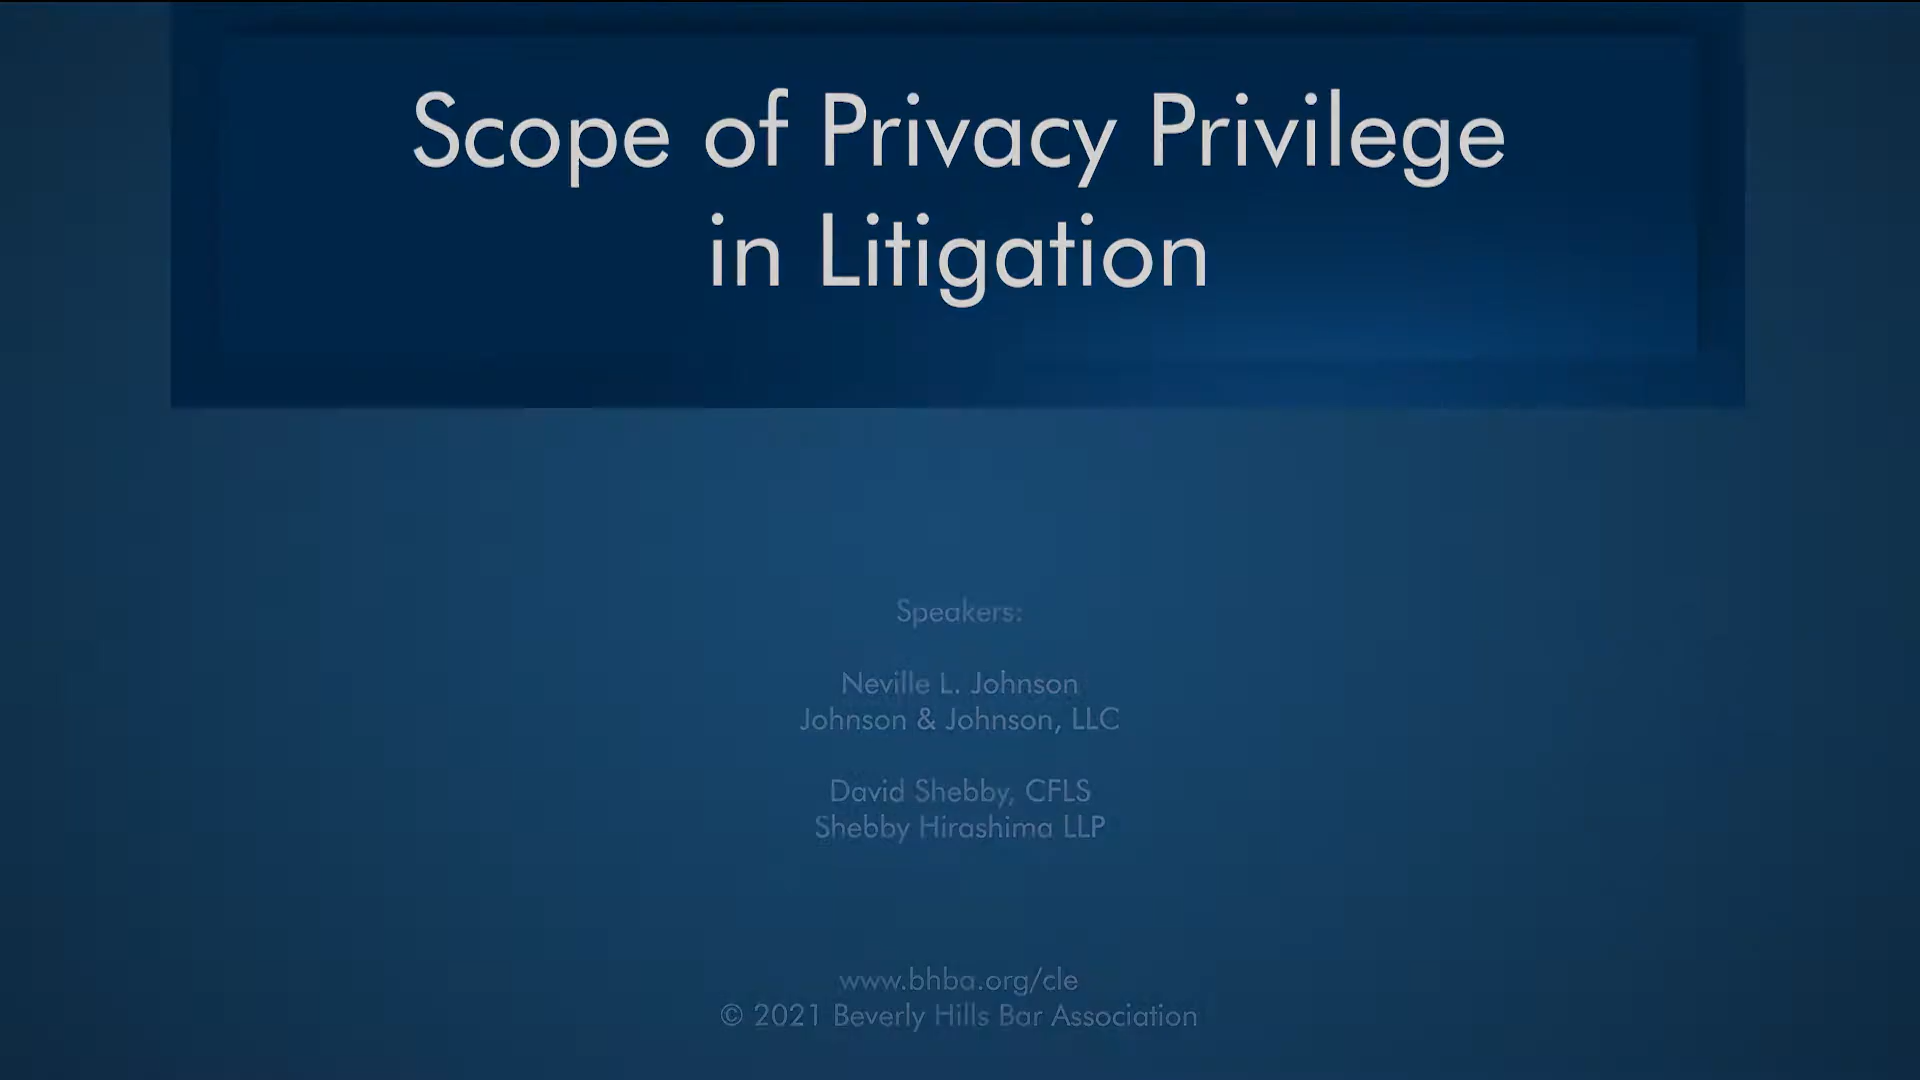 Scope of Privacy Privilege
in Litigation
Speakers:
Neville L. Johnson
Johnson & Johnson, LLC
David Shebby, CFLS
Shebby Hirashima LLP
www.bhba.org/cle
© 2021 Beverly Hills Bar Association